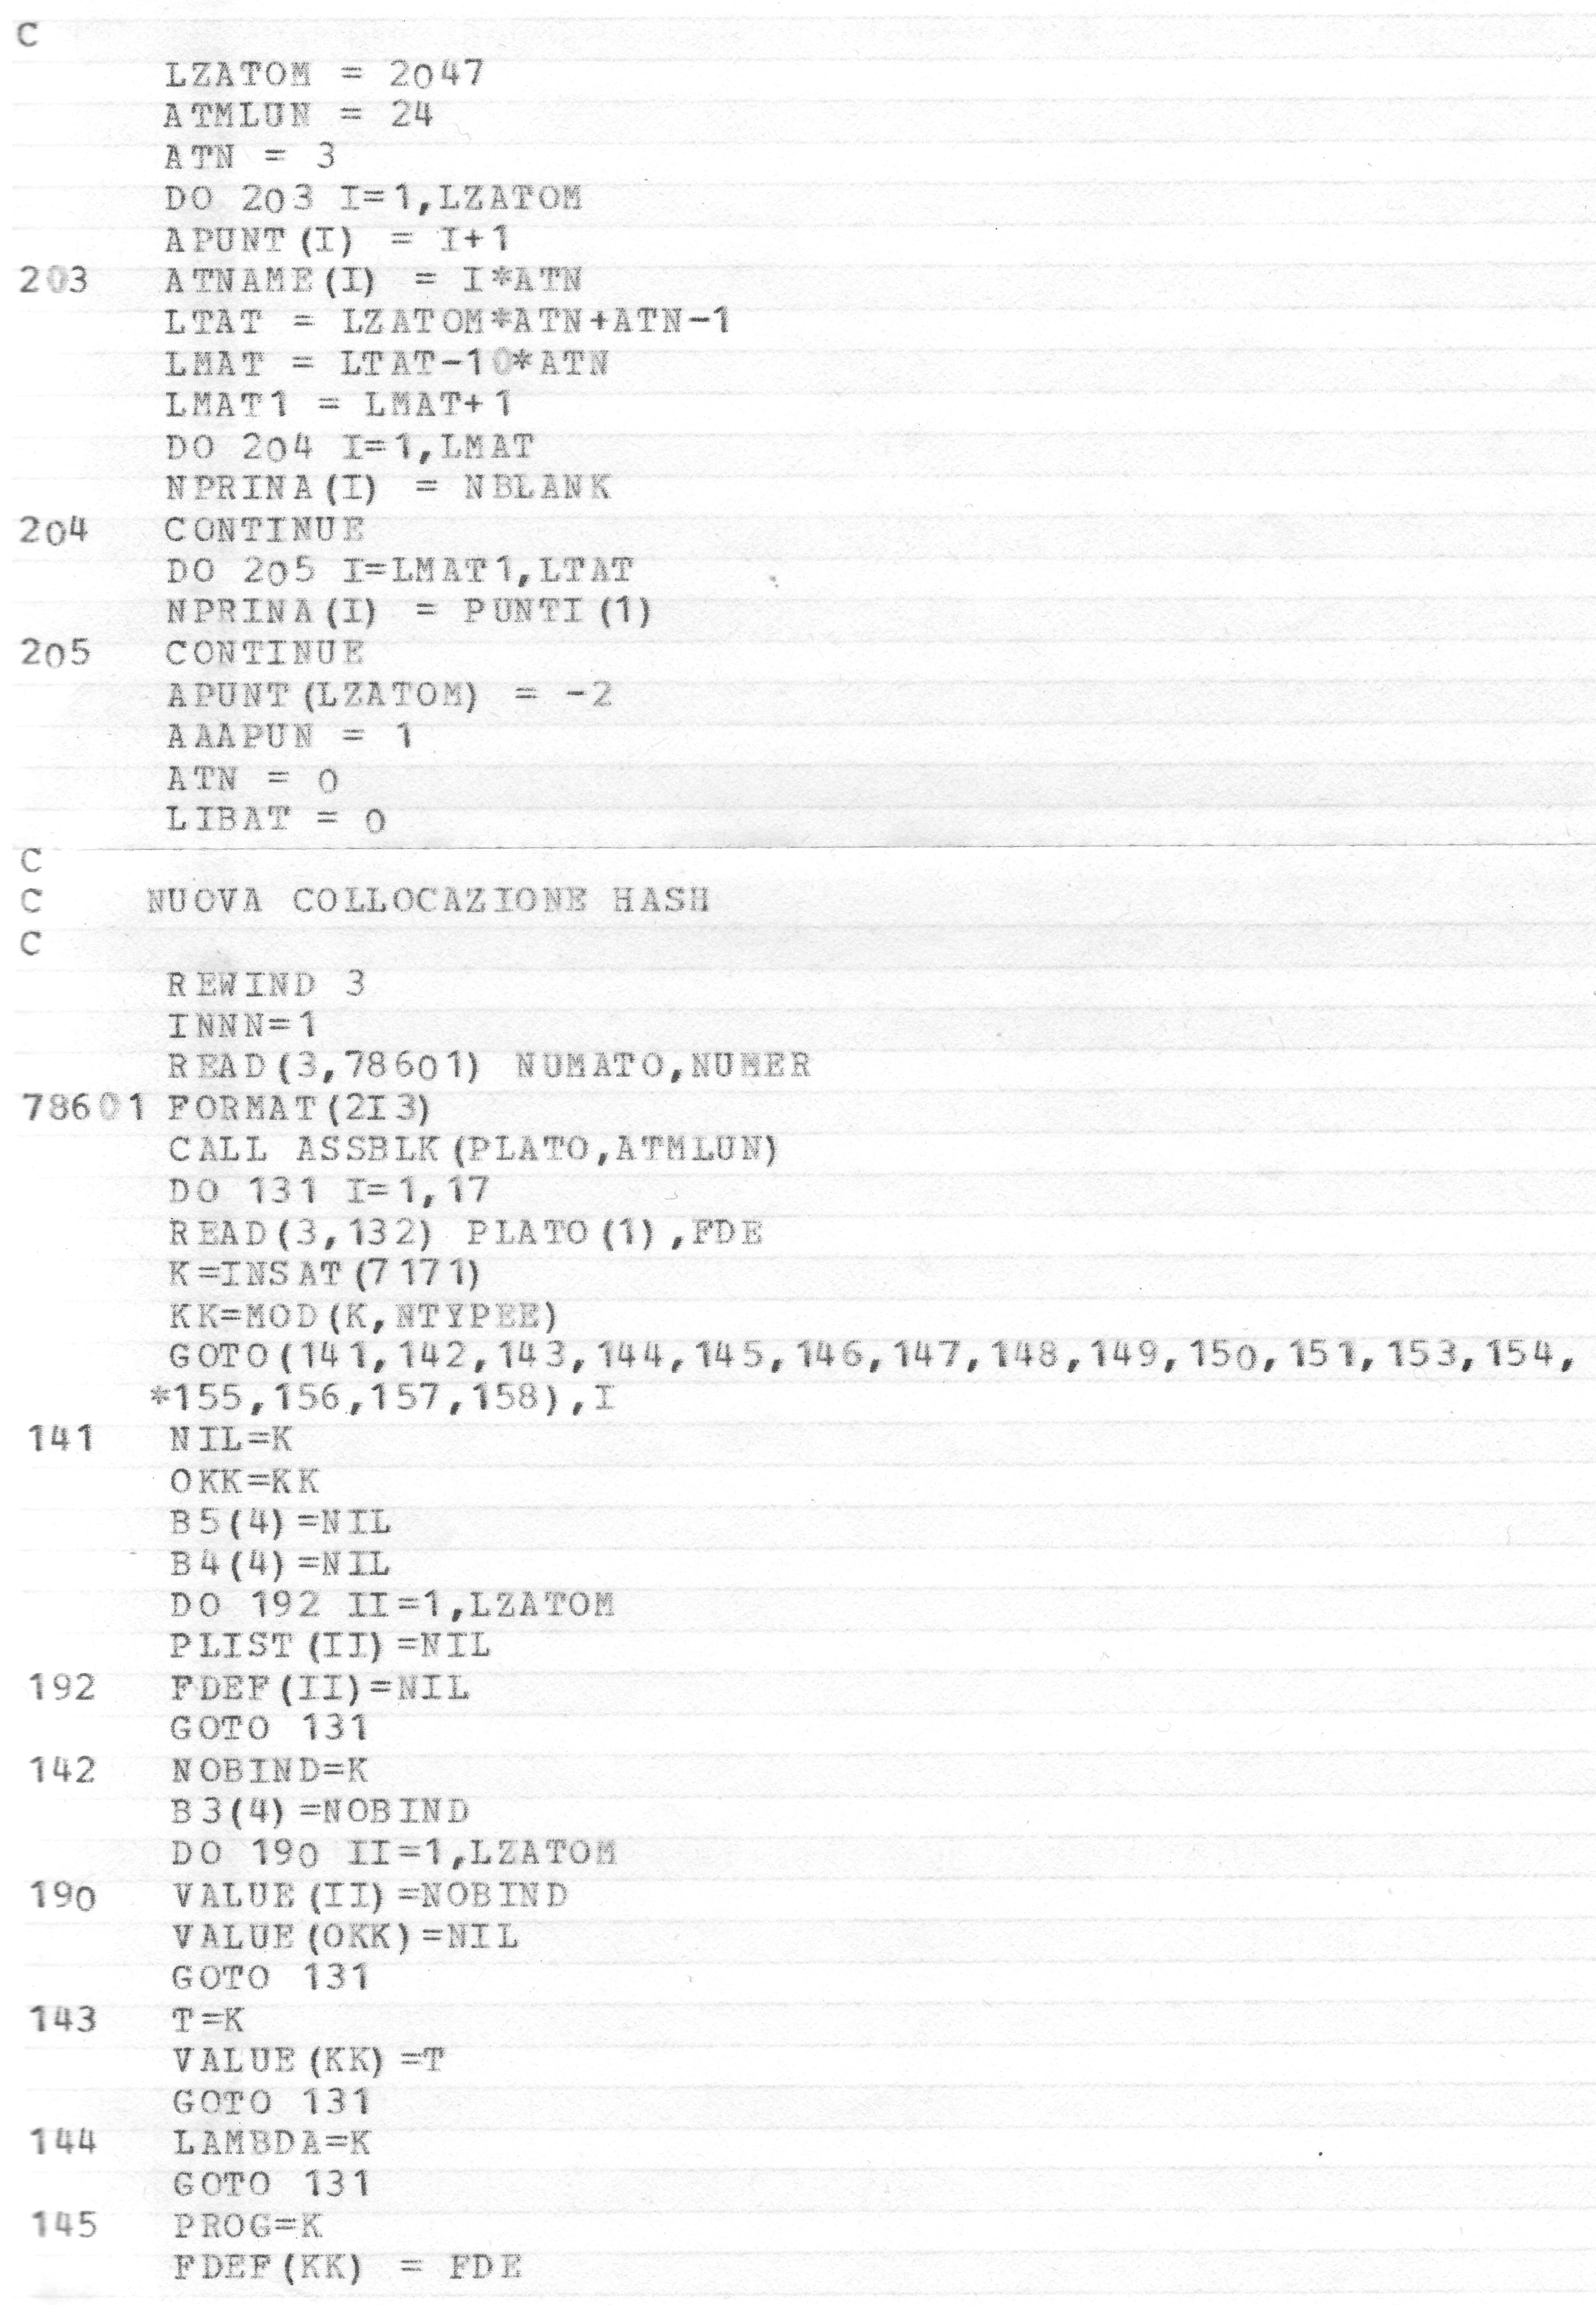 C
      LZATOM = 2047
      ATMLUN = 24
      ATN = 3
      DO 203 I=1,LZATOM
      APUNT(I) = I+1
203   ATNAME(I) = I*ATN
      LTAT = LZATOM*ATN+ATN-1
      LMAT = LTAT-10*ATN
      LMAT1 = LMAT+1
      DO 204 I=1,LMAT
      NPRINA(I) = NBLANK
204   CONTINUE
      DO 205 I=LMAT1,LTAT
      NPRINA(I) = PUNTI(1)
205   CONTINUE
      APUNT(LZATOM) = -2
      AAAPUN = 1
      ATN = 0
      LIBAT = 0
C
C     NUOVA COLLOCAZIONE HASH
C
      REWIND 3
      INNN=1
      READ(3,78601) NUMATO,NUMER
78601 FORMAT(2I3)
      CALL ASSBLK(PLATO,ATMLUN)
      DO 131 I=1,17
      READ(3,132) PLATO(1),FDE
      K=INSAT(7171)
      KK=MOD(K,NTYPEE)
      GOTO(141,142,143,144,145,146,147,148,149,150,151,153,154,
     *155,156,157,158),I
141   NIL=K
      OKK=KK
      B5(4)=NIL
      B4(4)=NIL
      DO 192 II=1,LZATOM
      PLIST(II)=NIL
192   FDEF(II)=NIL
      GOTO 131
142   NOBIND=K
      B3(4)=NOBIND
      DO 190 II=1,LZATOM
190   VALUE(II)=NOBIND
      VALUE(OKK)=NIL
      GOTO 131
143   T=K
      VALUE(KK)=T
      GOTO 131
144   LAMBDA=K
      GOTO 131
145   PROG=K
      FDEF(KK) = FDE